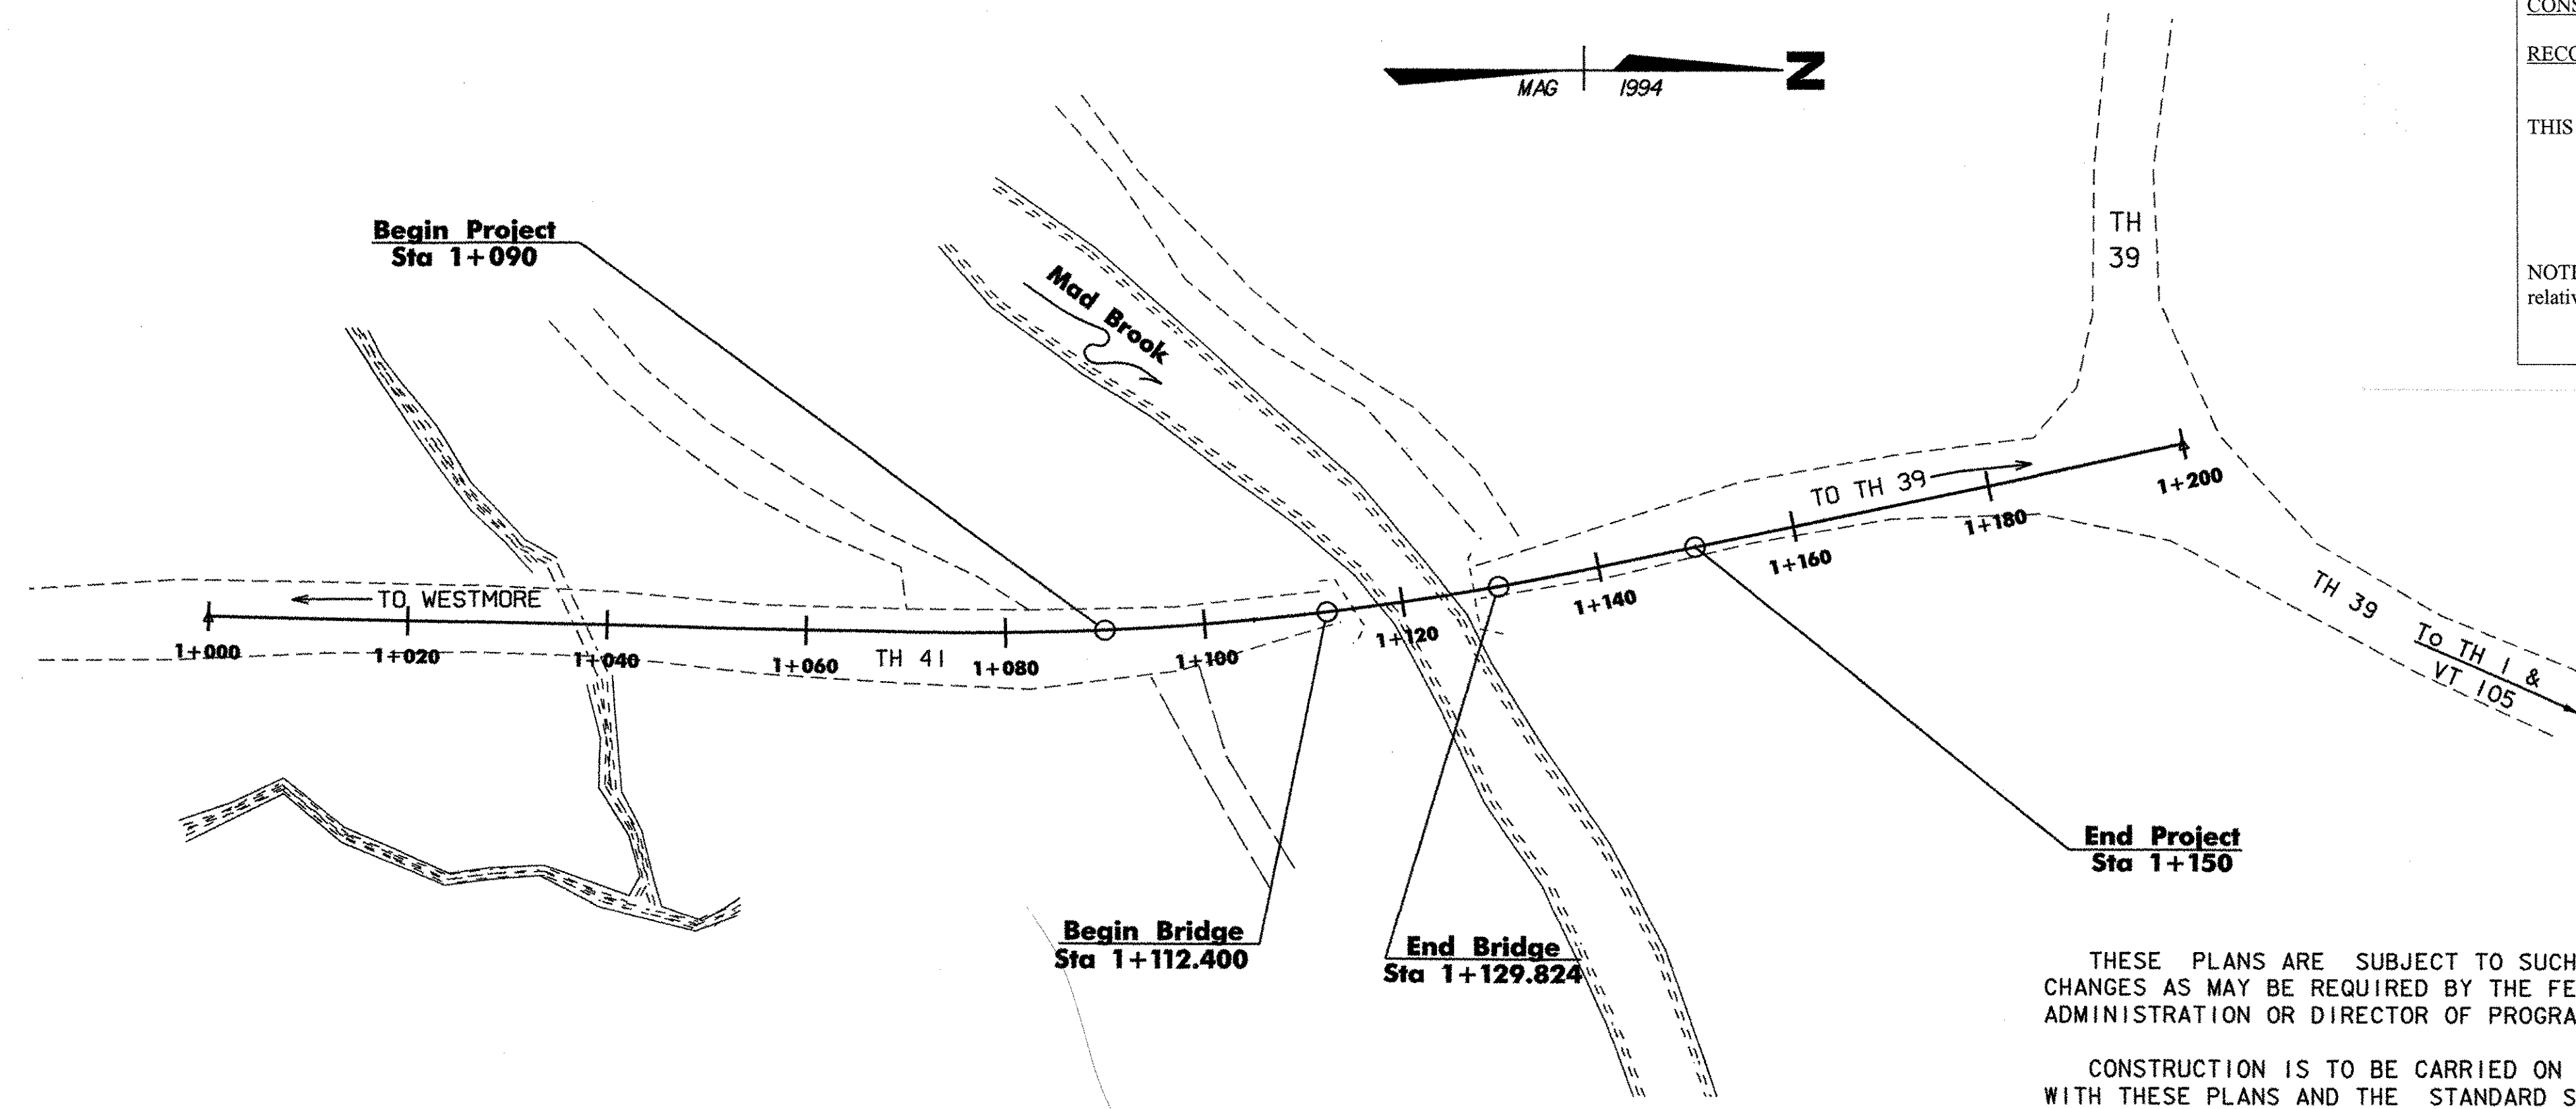 CONS
RECO
THIS
NOTE
relativ
MAG 1994
N
TH
39
Begin Project
Sta 1+090
Mad Brook
TO TH 39
1+200
1+180
1+160
1+140
1+120
1+100
1+080
1+060
1+040
1+020
1+000
TO WESTMORE
TH 41
TH 39
To TH 1 &
VT 105
End Project
Sta 1+150
Begin Bridge
Sta 1+112.400
End Bridge
Sta 1+129.824
THESE PLANS ARE SUBJECT TO SUCH
CHANGES AS MAY BE REQUIRED BY THE FE
ADMINISTRATION OR DIRECTOR OF PROGRA
CONSTRUCTION IS TO BE CARRIED ON
WITH THESE PLANS AND THE STANDARD S